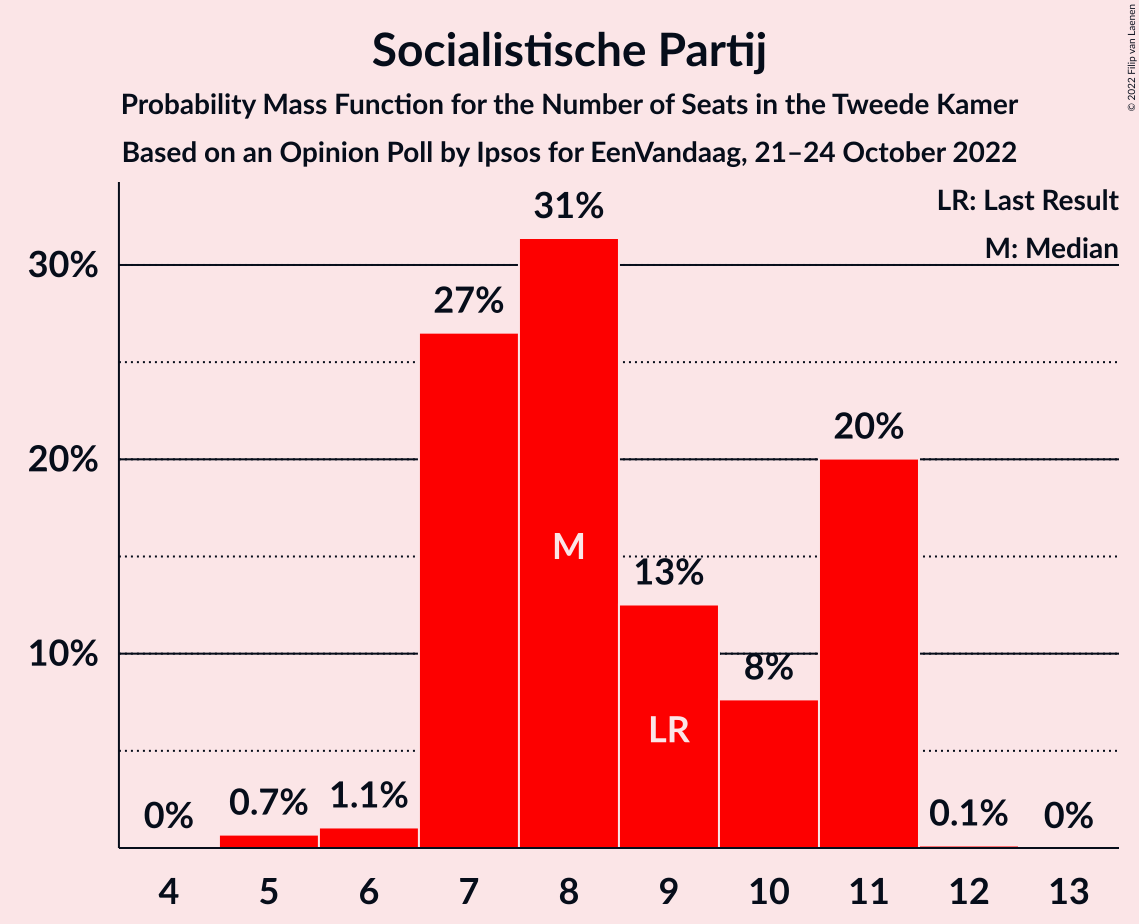 Socialistische Partij
Probability Mass Function for the Number of Seats in the Tweede Kamer
Based on an Opinion Poll by Ipsos for EenVandaag, 21–24 October 2022
© 2022 Filip van Laenen
LR: Last Result
M: Median
30%
20%
10%
0%
0.7%
1.1%
27%
31%
13%
8%
20%
0.1%
0%
M
LR
4 5 6 7 8 9 10 11 12 13